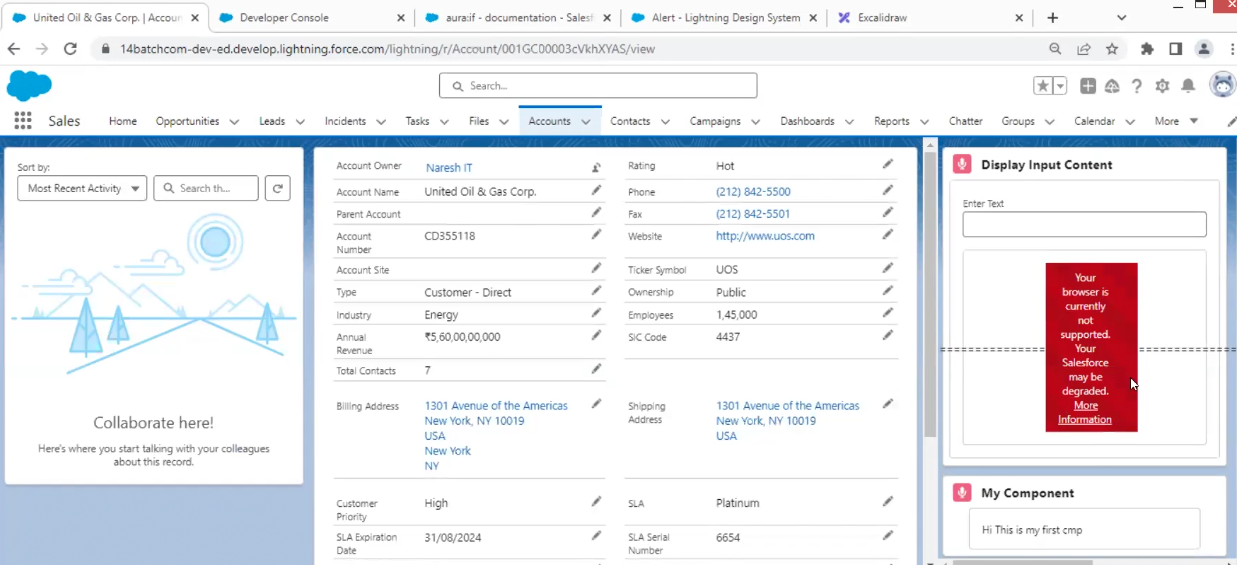 United Oil & Gas Corp. | Accoun
Developer Console
aura:if - documentation - Salesf
Alert - Lightning Design System
Excalidraw
14batchcom-dev-ed.develop.lightning.force.com/lightning/r/Account/001GC00003cVkhXYAS/view
Search...
Sales
Home
Opportunities
Leads
Incidents
Tasks
Files
Accounts
Contacts
Campaigns
Dashboards
Reports
Chatter
Groups
Calendar
More
Sort by:
Most Recent Activity
Search th...
Collaborate here!
Here's where you start talking with your colleagues
about this record.
Account Owner
Naresh IT
Rating
Hot
Account Name
United Oil & Gas Corp.
Phone
(212) 842-5500
Parent Account
Fax
(212) 842-5501
Account
Number
CD355118
Website
http://www.uos.com
Account Site
Ticker Symbol
UOS
Type
Customer - Direct
Ownership
Public
Industry
Energy
Employees
1,45,000
Annual
Revenue
₹5,60,00,00,000
SIC Code
4437
Total Contacts
7
Billing Address
1301 Avenue of the Americas
New York, NY 10019
USA
New York
NY
Shipping
Address
1301 Avenue of the Americas
New York, NY 10019
USA
Customer
Priority
High
SLA
Platinum
SLA Expiration
Date
31/08/2024
SLA Serial
Number
6654
Display Input Content
Enter Text
Your
browser is
currently
not
supported.
Your
Salesforce
may be
degraded.
More
Information
My Component
Hi This is my first cmp